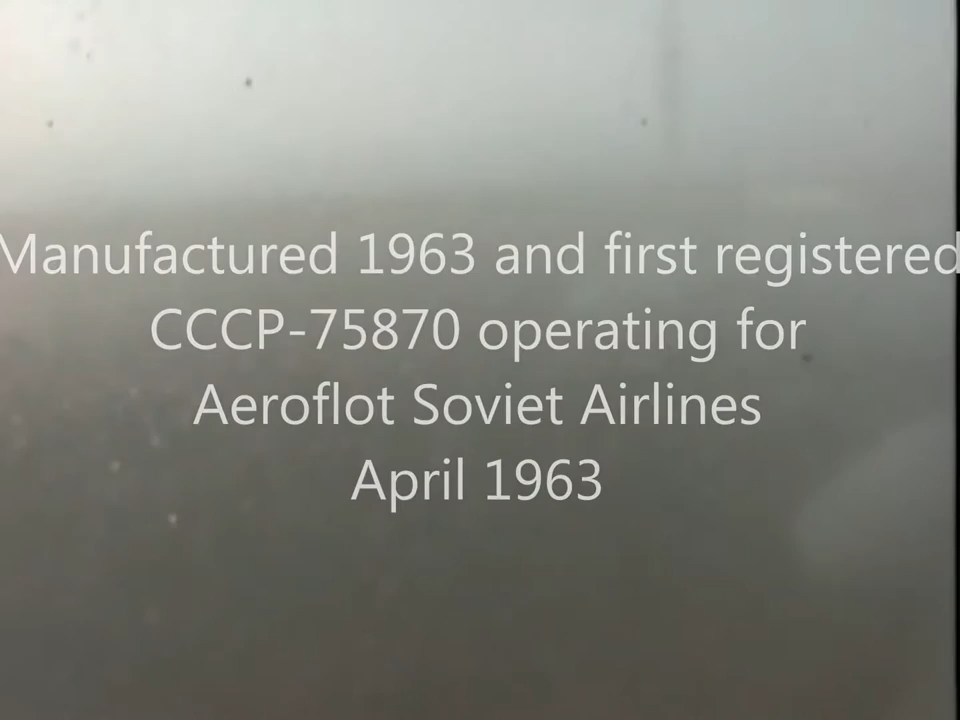 Manufactured 1963 and first registered
CCCP-75870 operating for
Aeroflot Soviet Airlines
April 1963